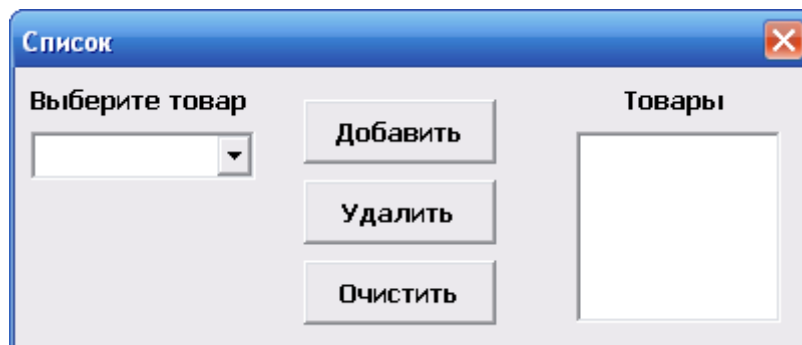 Список
Выберите товар
Товары
Добавить
Удалить
Очистить